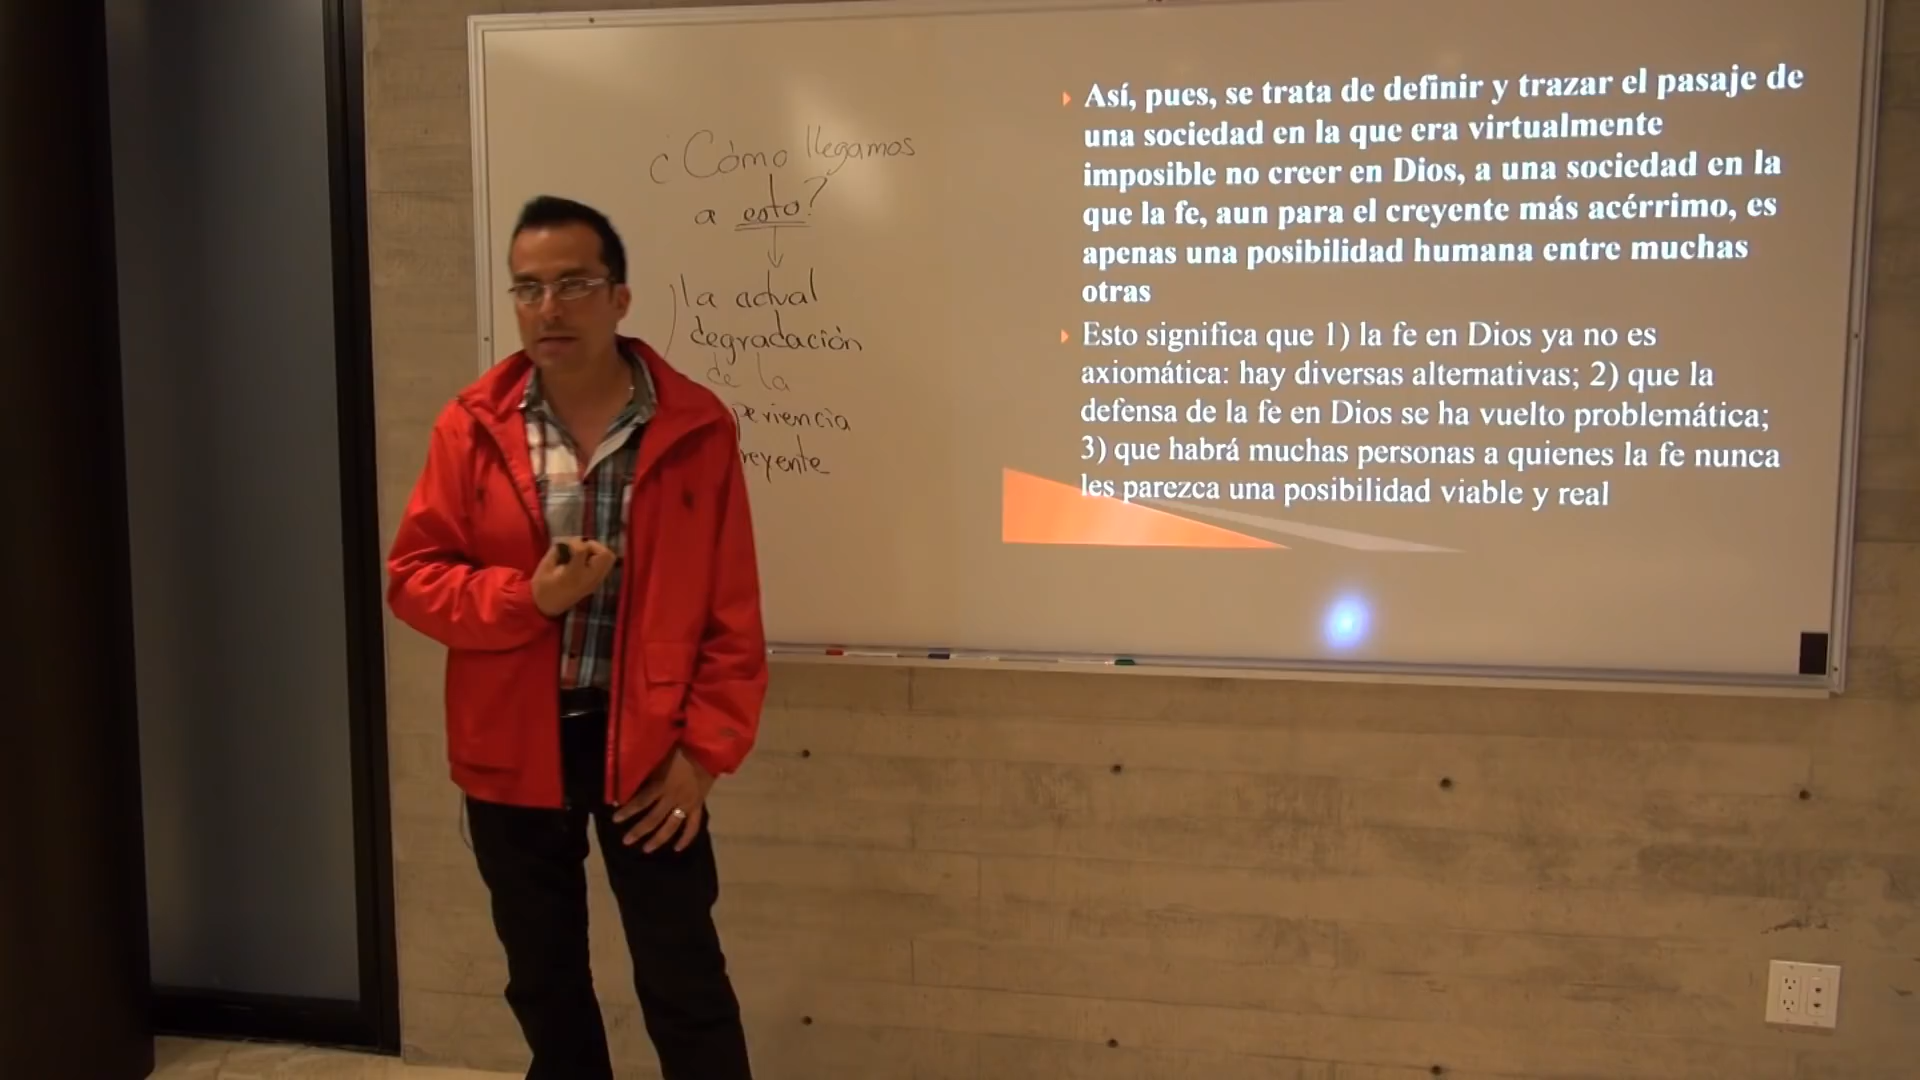 ¿Cómo llegamos
a esto?
la actual
degradación
de la
periencia
reyente
Así, pues, se trata de definir y trazar el pasaje de
una sociedad en la que era virtualmente
imposible no creer en Dios, a una sociedad en la
que la fe, aun para el creyente más acérrimo, es
apenas una posibilidad humana entre muchas
otras
Esto significa que 1) la fe en Dios ya no es
axiomática: hay diversas alternativas; 2) que la
defensa de la fe en Dios se ha vuelto problemática;
3) que habrá muchas personas a quienes la fe nunca
les parezca una posibilidad viable y real